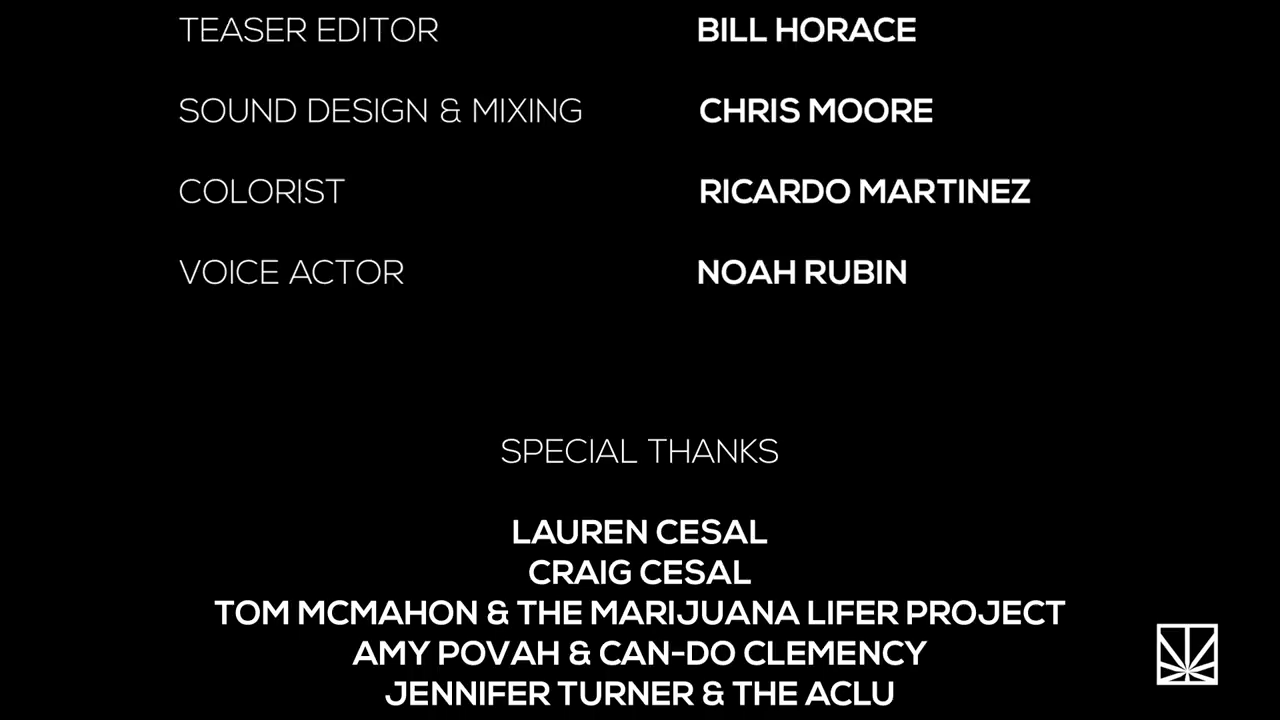 TEASER EDITOR BILL HORACE
SOUND DESIGN & MIXING CHRIS MOORE
COLORIST RICARDO MARTINEZ
VOICE ACTOR NOAH RUBIN
SPECIAL THANKS
LAUREN CESAL
CRAIG CESAL
TOM MCMAHON & THE MARIJUANA LIFER PROJECT
AMY POVAH & CAN-DO CLEMENCY
JENNIFER TURNER & THE ACLU